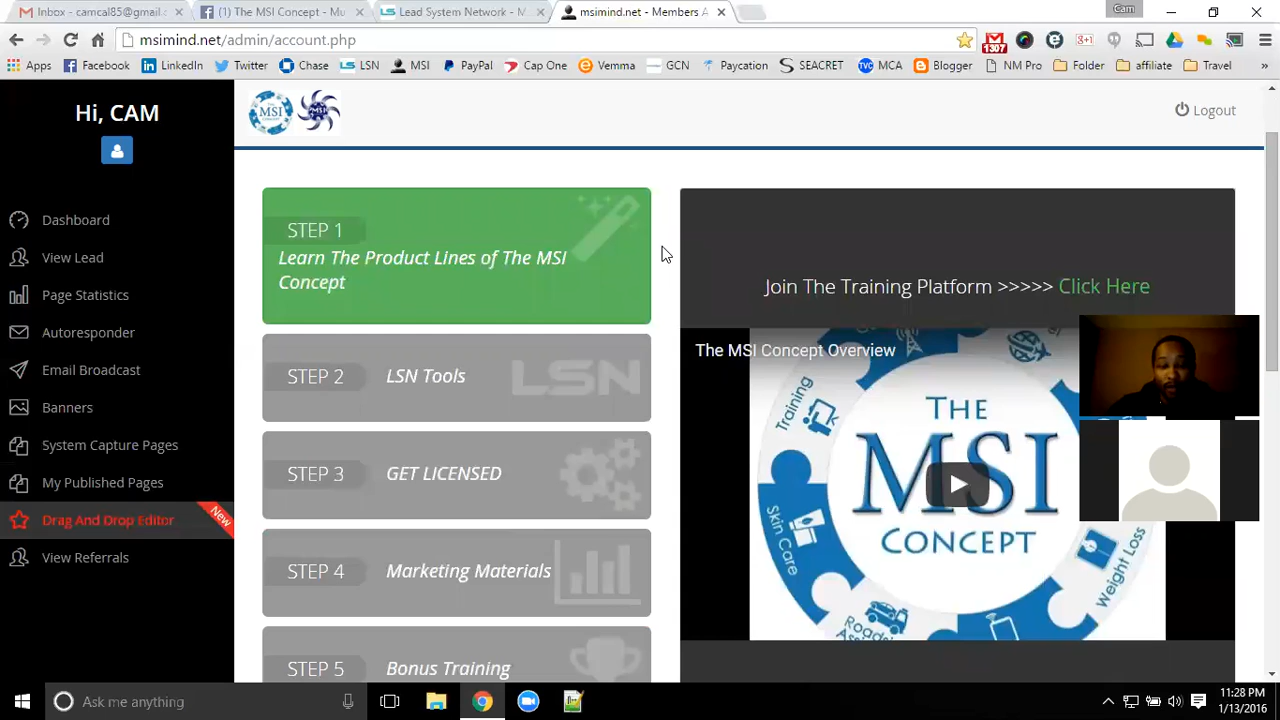 Inbox - camcal85@gmail.c
(1) The MSI Concept - Mu
Lead System Network - M
msimind.net - Members A
Cam
msimind.net/admin/account.php
1307
Apps
Facebook
LinkedIn
Twitter
Chase
LSN
MSI
PayPal
Cap One
Vemma
GCN
Paycation
SEACRET
MCA
Blogger
NM Pro
Folder
affiliate
Travel
Hi, CAM
Dashboard
View Lead
Page Statistics
Autoresponder
Email Broadcast
Banners
System Capture Pages
My Published Pages
Drag And Drop Editor
New
View Referrals
THE
MSI
CONCEPT
Logout
STEP 1
Learn The Product Lines of The MSI
Concept
STEP 2 LSN Tools LSN
STEP 3 GET LICENSED
STEP 4 Marketing Materials
STEP 5 Bonus Training
Join The Training Platform >>>>> Click Here
The MSI Concept Overview
Training
THE
MSI
CONCEPT
Skin Care
Weight Loss
Ask me anything
11:28 PM
1/13/2016